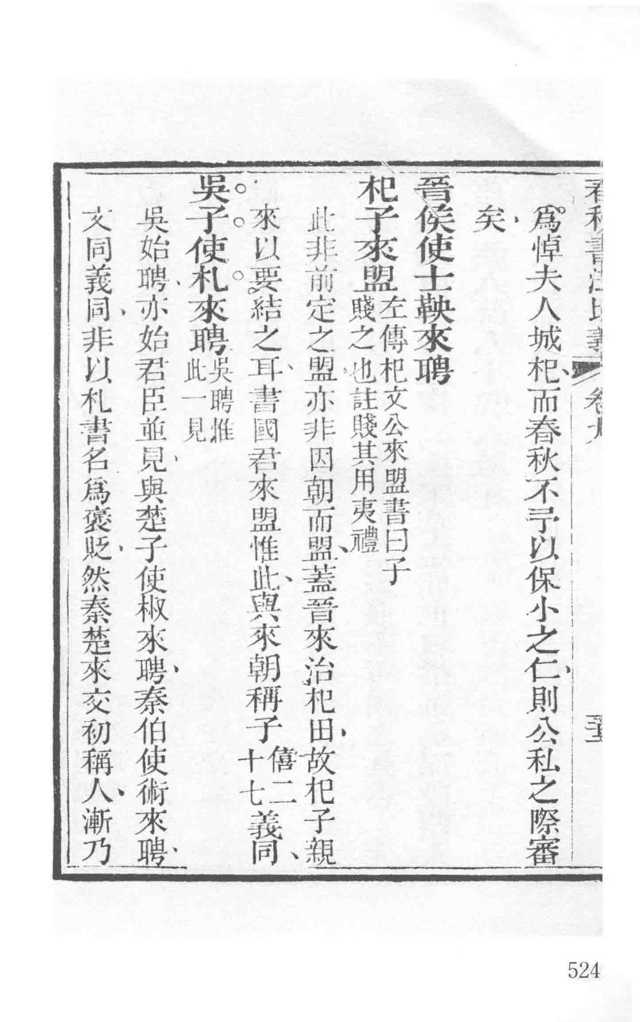 春秋書法比義 卷九
爲悼夫人城杞而春秋不予以保小之仁則公私之際審
矣
晉侯使士鞅來聘
杞子來盟左傳杞文公來盟書曰子賤之也註賤其用夷禮
此非前定之盟亦非因朝而盟蓋晉來治杞田故杞子親
來以要結之耳書國君來盟惟此與來朝稱子僖二十七義同
吳子使札來聘吳聘惟此一見
吳始聘亦始君臣並見與楚子使椒來聘秦伯使術來聘
文同義同非以札書名爲褒貶然秦楚來交初稱人漸乃
524